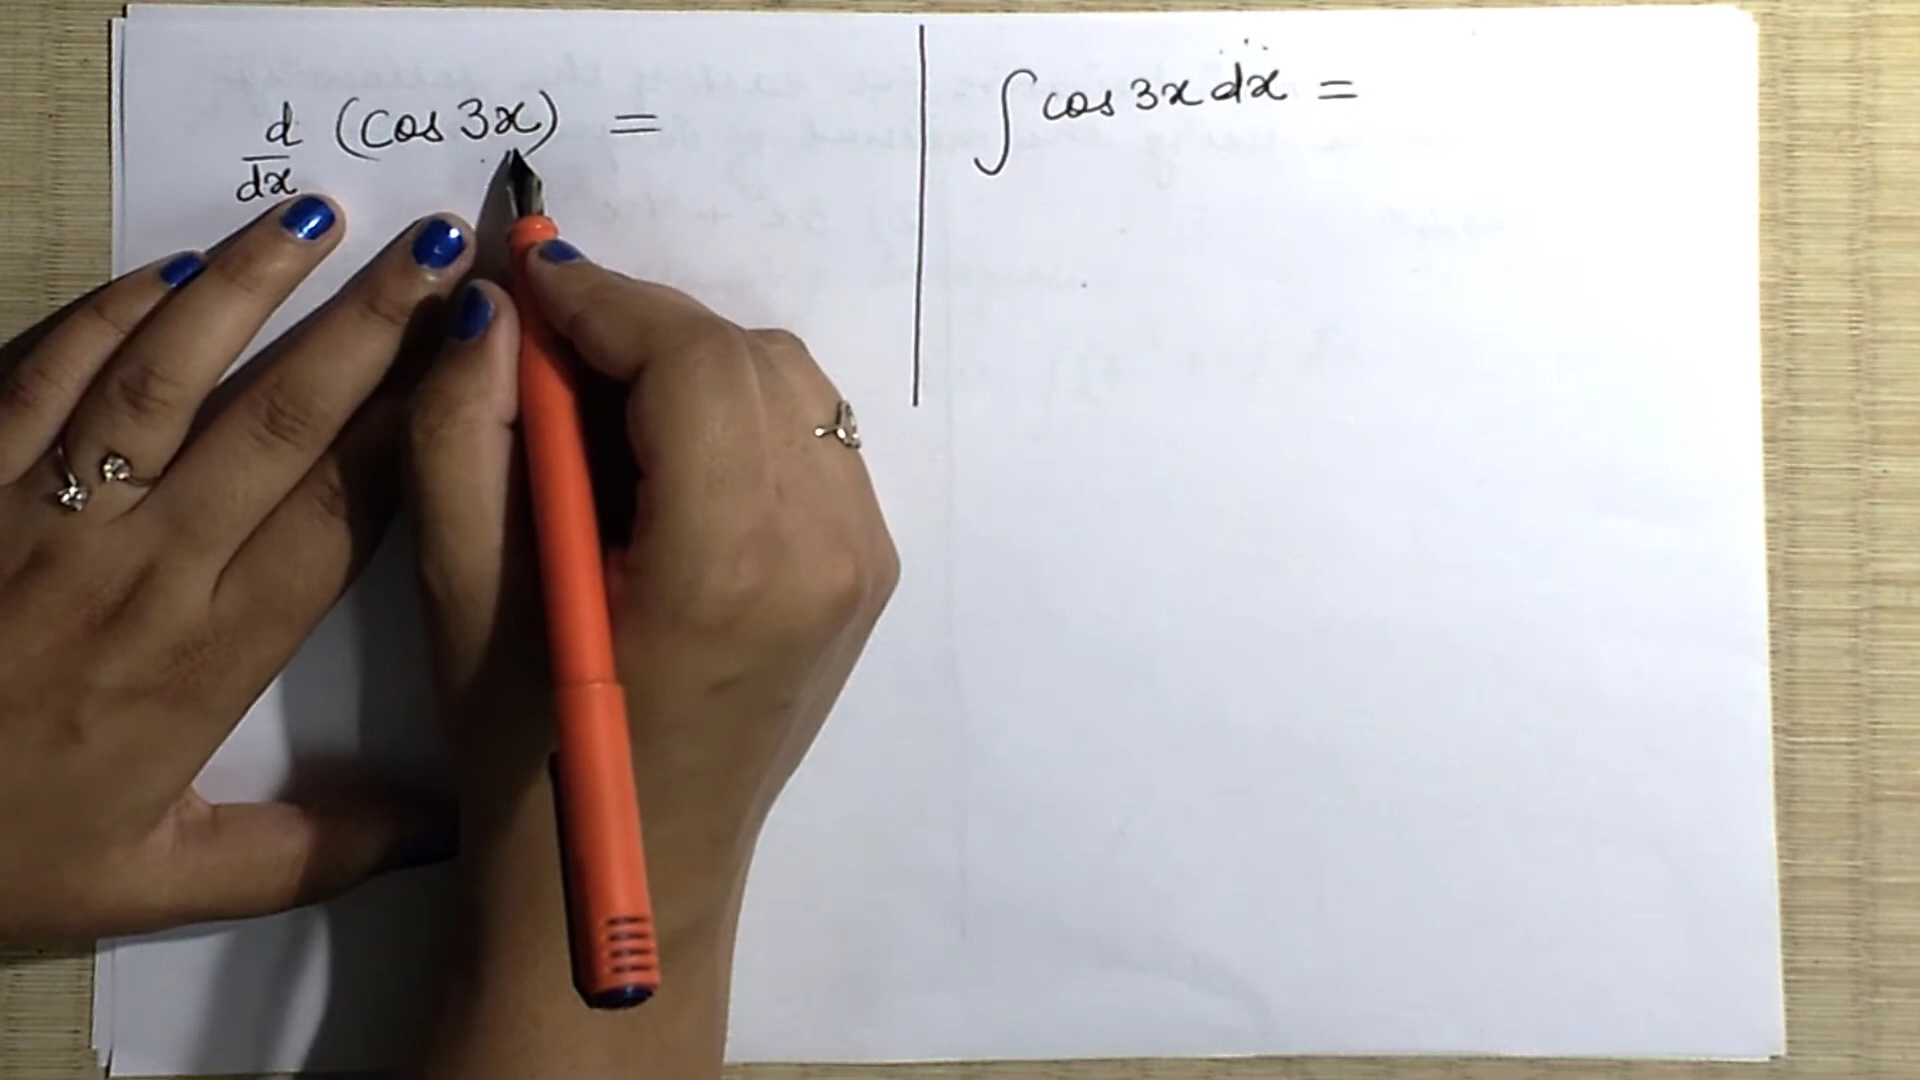 d/dx (cos 3x) =
∫ cos 3x dx =